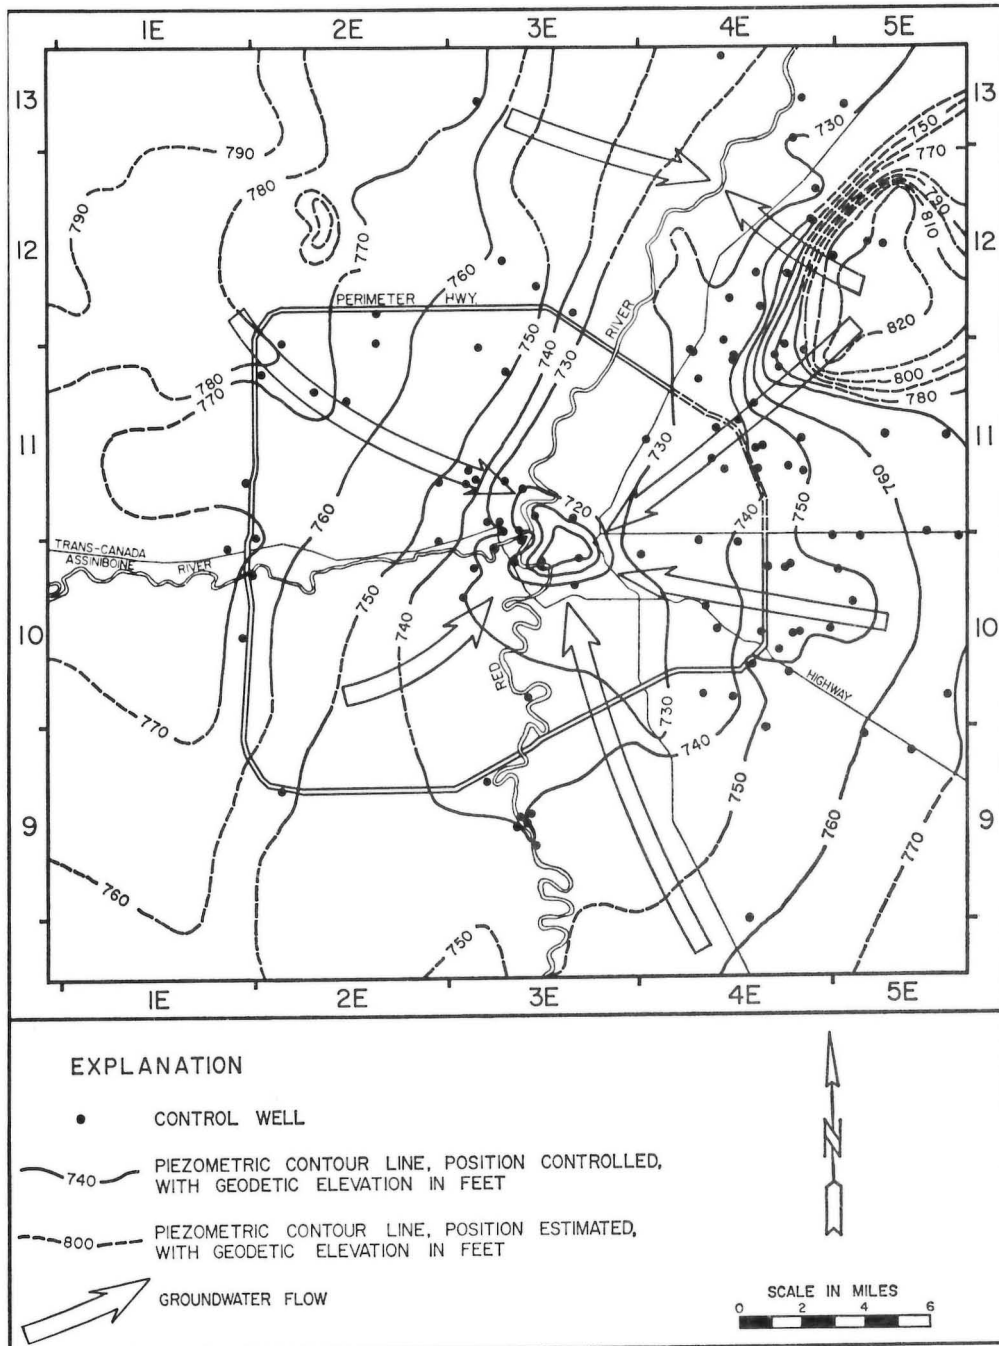 1E 2E 3E 4E 5E
13 13
790
780
770
760
750
740
730
RIVER
730
750
770
790
810
820
800
780
12 12
790
PERIMETER HWY.
780
770
11 11
730
720
760
750
740
760
TRANS-CANADA
ASSINIBOINE RIVER
750
740
10 10
RED
HIGHWAY
770
730
740
750
760
770
9 9
760
750
1E 2E 3E 4E 5E
EXPLANATION
CONTROL WELL
740 PIEZOMETRIC CONTOUR LINE, POSITION CONTROLLED,
WITH GEODETIC ELEVATION IN FEET
800 PIEZOMETRIC CONTOUR LINE, POSITION ESTIMATED,
WITH GEODETIC ELEVATION IN FEET
GROUNDWATER FLOW
N
SCALE IN MILES
0 2 4 6